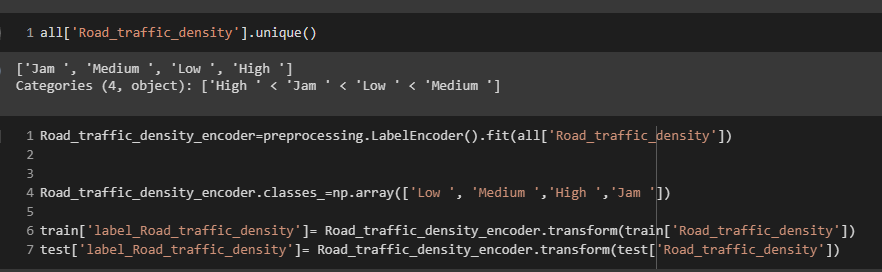 1 all['Road_traffic_density'].unique()
['Jam ', 'Medium ', 'Low ', 'High ']
Categories (4, object): ['High ' < 'Jam ' < 'Low ' < 'Medium ']
1 Road_traffic_density_encoder=preprocessing.LabelEncoder().fit(all['Road_traffic_density'])
2
3
4 Road_traffic_density_encoder.classes_=np.array(['Low ', 'Medium ','High ','Jam '])
5
6 train['label_Road_traffic_density']= Road_traffic_density_encoder.transform(train['Road_traffic_density'])
7 test['label_Road_traffic_density']= Road_traffic_density_encoder.transform(test['Road_traffic_density'])